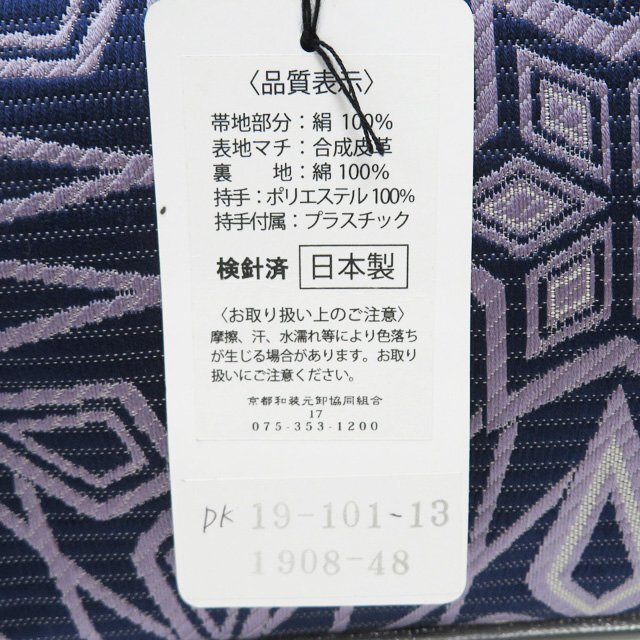 〈品質表示〉
帯地部分：絹 100%
表地マチ：合成皮革
裏　　地：綿 100%
持手：ポリエステル 100%
持手付属：プラスチック
検針済 日本製
〈お取り扱い上のご注意〉
摩擦、汗、水濡れ等により色落ち
が生じる場合があります。お取り
扱いにご注意ください。
京都和装元卸協同組合
17
075-353-1200
DK 19-101-13
1908-48